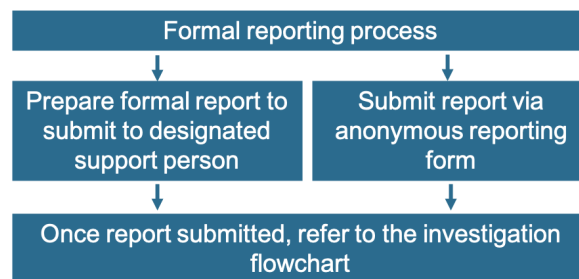 Formal reporting process
Prepare formal report to
submit to designated
support person
Submit report via
anonymous reporting
form
Once report submitted, refer to the investigation
flowchart